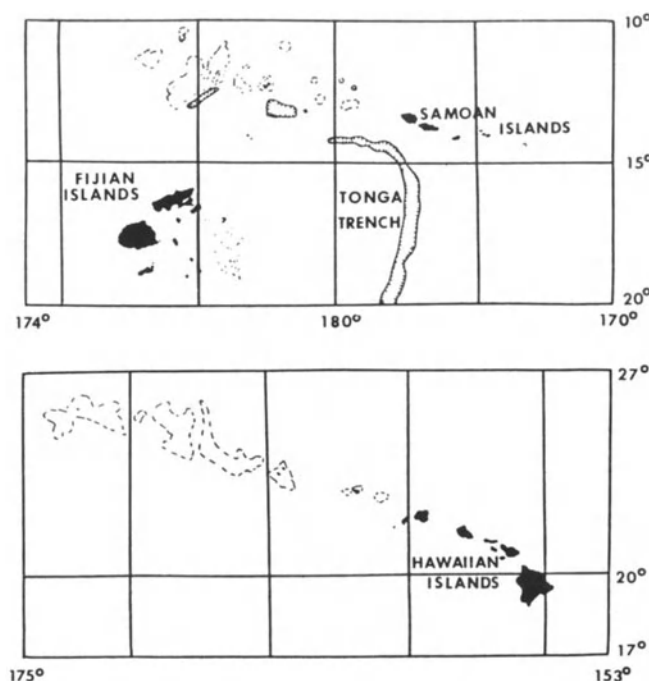 10°
SAMOAN
ISLANDS
FIJIAN
ISLANDS
15°
TONGA
TRENCH
20°
174°
180°
170°
27°
HAWAIIAN
ISLANDS
20°
17°
175°
153°